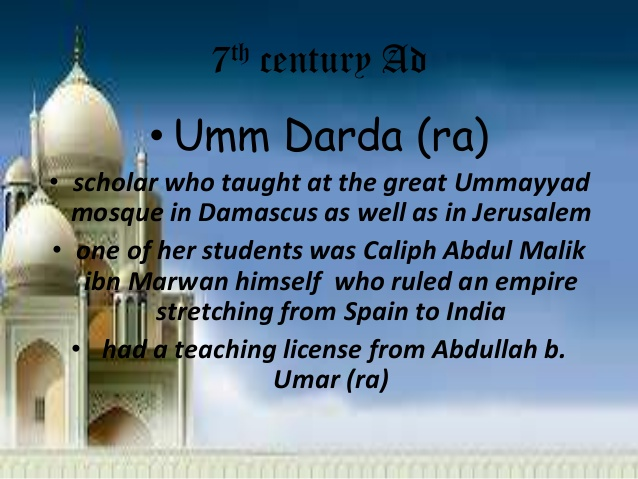 7th century Ad
• Umm Darda (ra)
• scholar who taught at the great Ummayyad
mosque in Damascus as well as in Jerusalem
• one of her students was Caliph Abdul Malik
ibn Marwan himself who ruled an empire
stretching from Spain to India
• had a teaching license from Abdullah b.
Umar (ra)